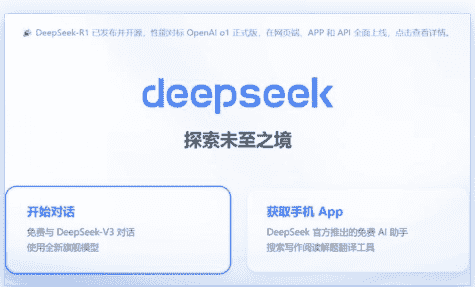 DeepSeek-R1 已发布并开源，性能对标 OpenAI o1 正式版，在网页端、APP 和 API 全面上线，点击查看详情。
deepseek
探索未至之境
开始对话
免费与 DeepSeek-V3 对话
使用全新旗舰模型
获取手机 App
DeepSeek 官方推出的免费 AI 助手
搜索写作阅读解题翻译工具